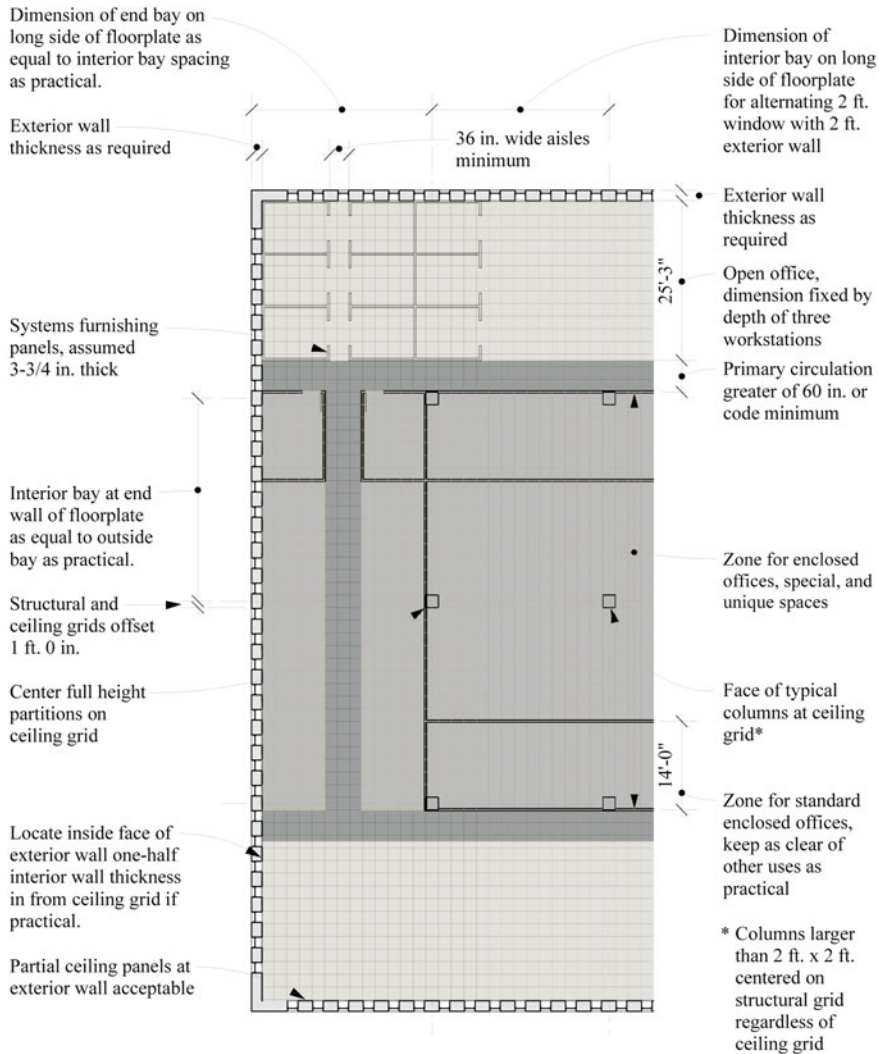 Dimension of end bay on
long side of floorplate as
equal to interior bay spacing
as practical.
Exterior wall
thickness as required
36 in. wide aisles
minimum
Dimension of
interior bay on long
side of floorplate
for alternating 2 ft.
window with 2 ft.
exterior wall
Exterior wall
thickness as
required
25'-3"
Open office,
dimension fixed by
depth of three
workstations
Systems furnishing
panels, assumed
3-3/4 in. thick
Primary circulation
greater of 60 in. or
code minimum
Interior bay at end
wall of floorplate
as equal to outside
bay as practical.
Zone for enclosed
offices, special, and
unique spaces
Structural and
ceiling grids offset
1 ft. 0 in.
Center full height
partitions on
ceiling grid
Face of typical
columns at ceiling
grid*
14'-0"
Zone for standard
enclosed offices,
keep as clear of
other uses as
practical
Locate inside face of
exterior wall one-half
interior wall thickness
in from ceiling grid if
practical.
Partial ceiling panels at
exterior wall acceptable
* Columns larger
than 2 ft. x 2 ft.
centered on
structural grid
regardless of
ceiling grid